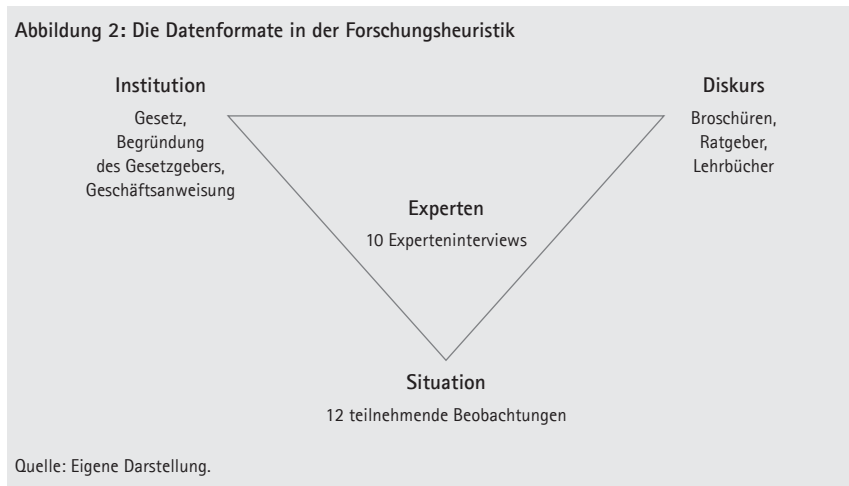 Abbildung 2: Die Datenformate in der Forschungsheuristik
Institution
Gesetz,
Begründung
des Gesetzgebers,
Geschäftsanweisung
Diskurs
Broschüren,
Ratgeber,
Lehrbücher
Experten
10 Experteninterviews
Situation
12 teilnehmende Beobachtungen
Quelle: Eigene Darstellung.